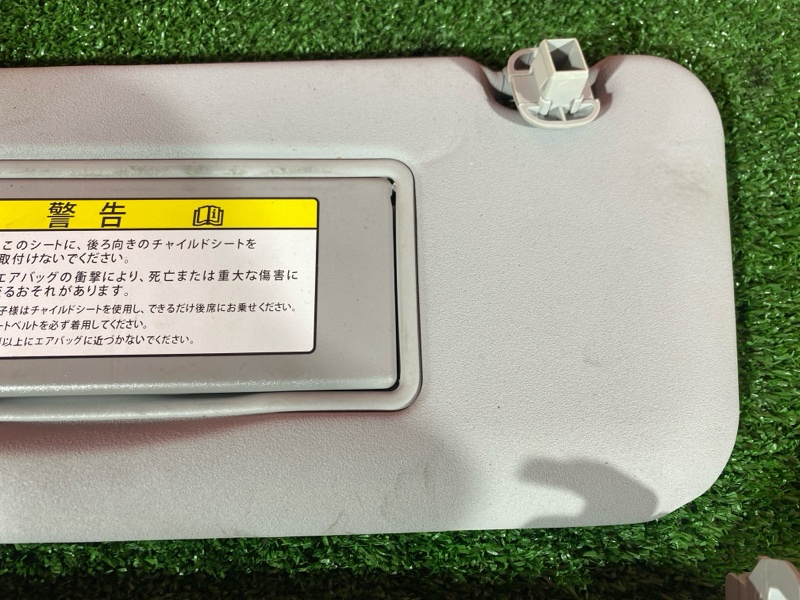 警告
このシートに、後ろ向きのチャイルドシートを
取付けないでください。
エアバッグの衝撃により、死亡または重大な傷害に
るおそれがあります。
子様はチャイルドシートを使用し、できるだけ後席にお乗せください。
ートベルトを必ず着用してください。
以上にエアバッグに近づかないでください。